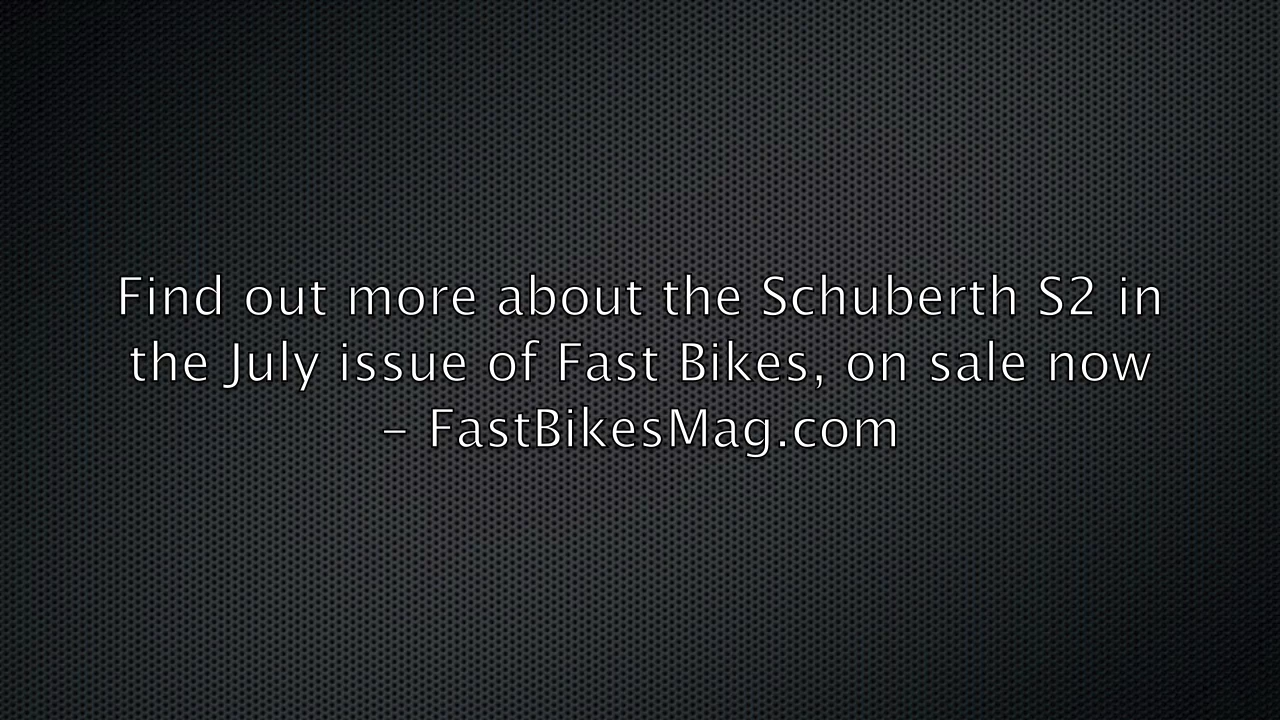 Find out more about the Schuberth S2 in
the July issue of Fast Bikes, on sale now
– FastBikesMag.com